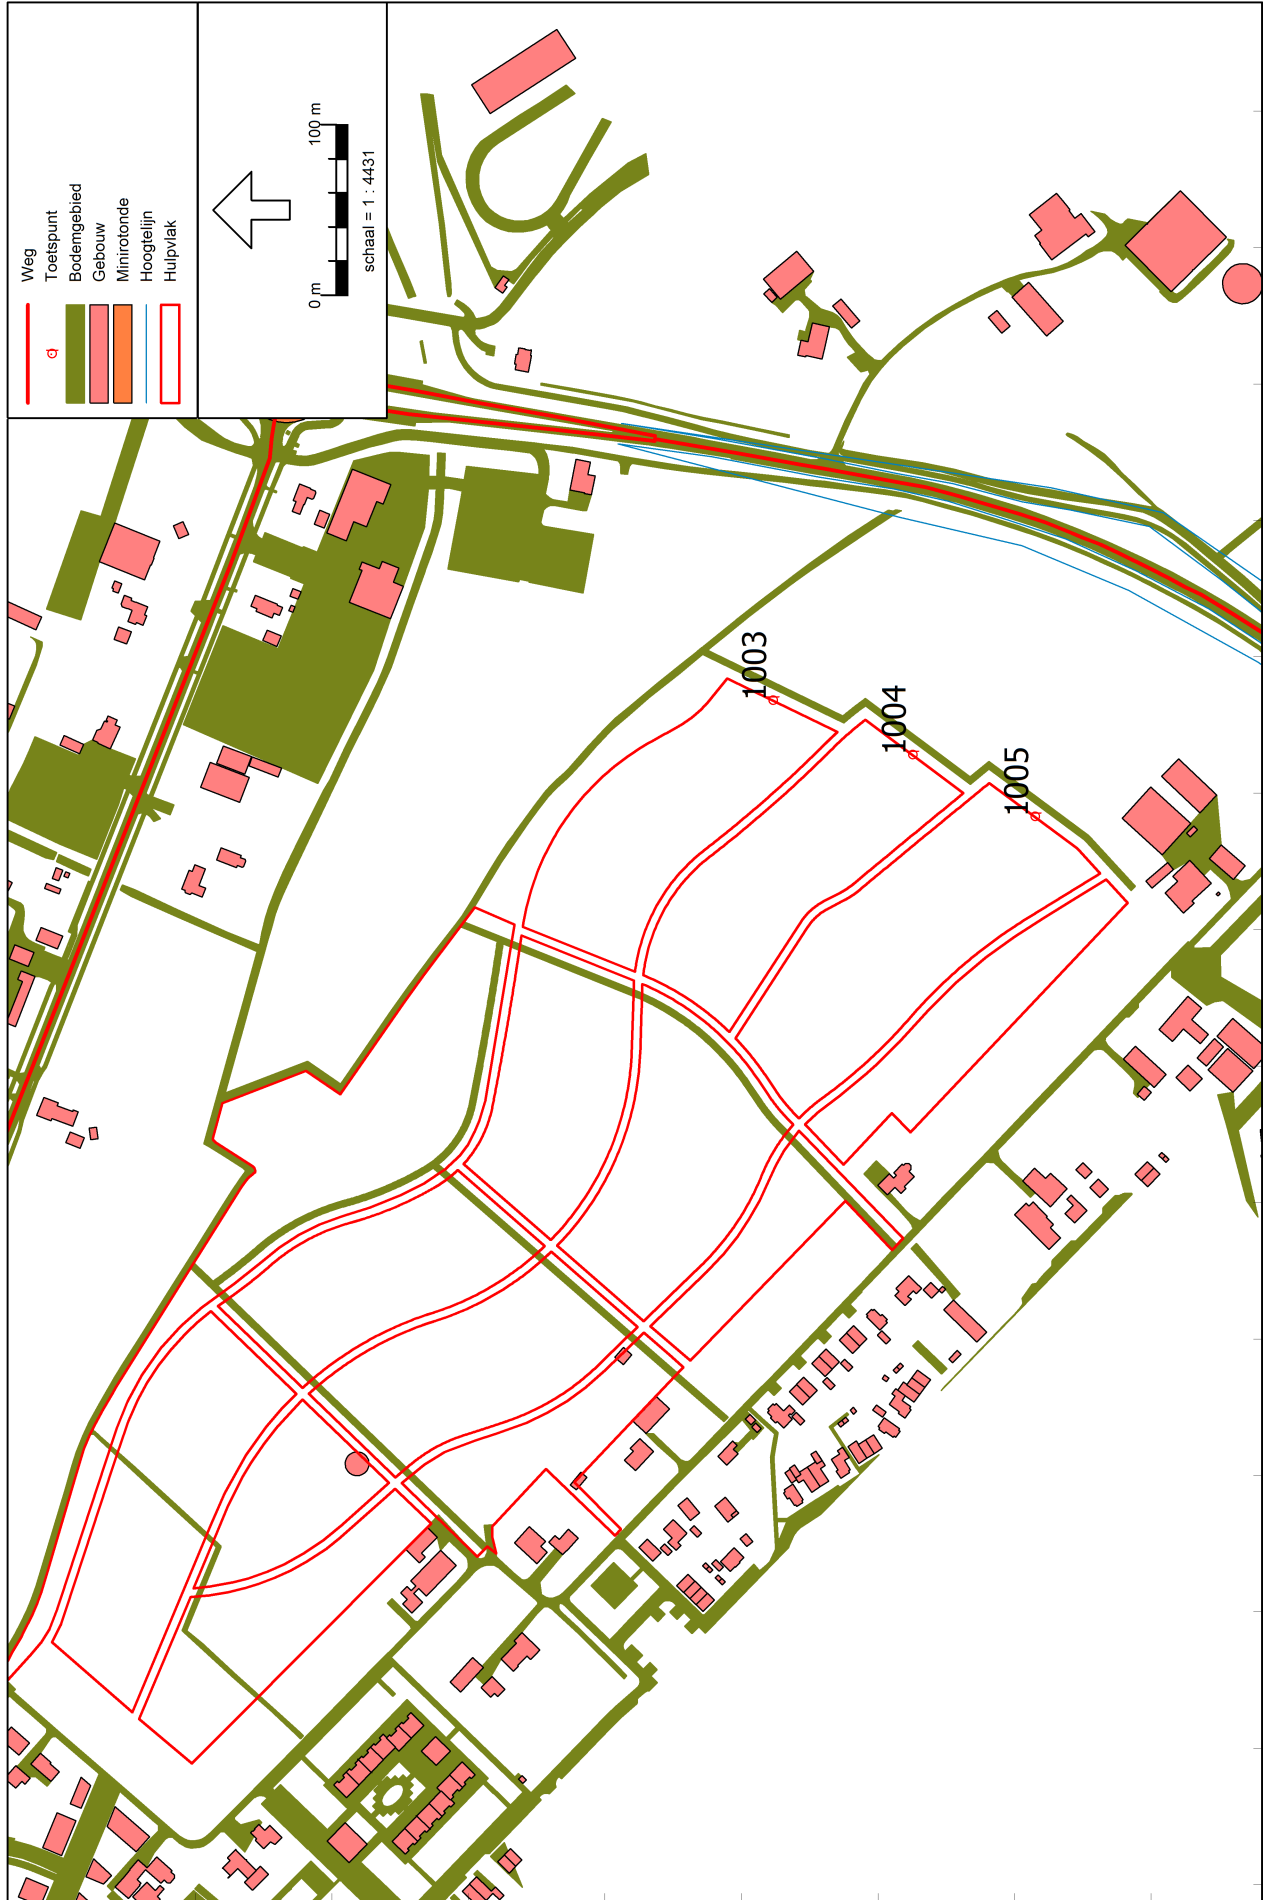 Weg
Toetspunt
Bodemgebied
Gebouw
Minirotonde
Hoogtelijn
Hulpvlak
0 m 100 m
schaal = 1 : 4431
1003
1004
1005